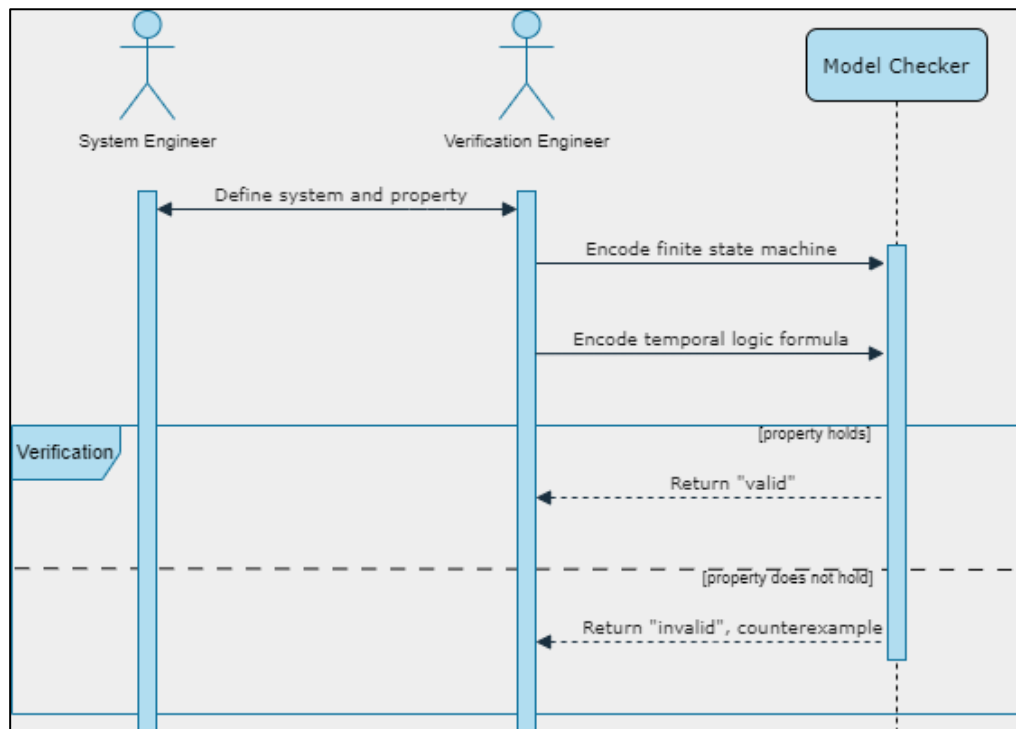 Model Checker
System Engineer
Verification Engineer
Define system and property
Encode finite state machine
Encode temporal logic formula
[property holds]
Verification
Return "valid"
[property does not hold]
Return "invalid", counterexample